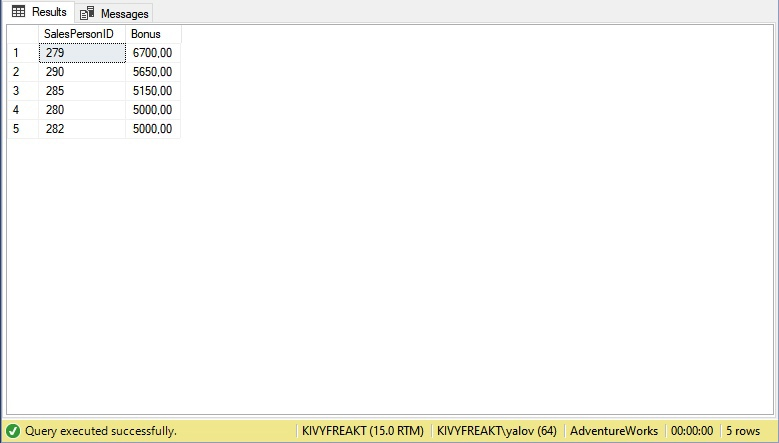 Results Messages
SalesPersonID Bonus
1 279 6700,00
2 290 5650,00
3 285 5150,00
4 280 5000,00
5 282 5000,00
Query executed successfully. KIVYFREAKT (15.0 RTM) KIVYFREAKT\yalov (64) AdventureWorks 00:00:00 5 rows